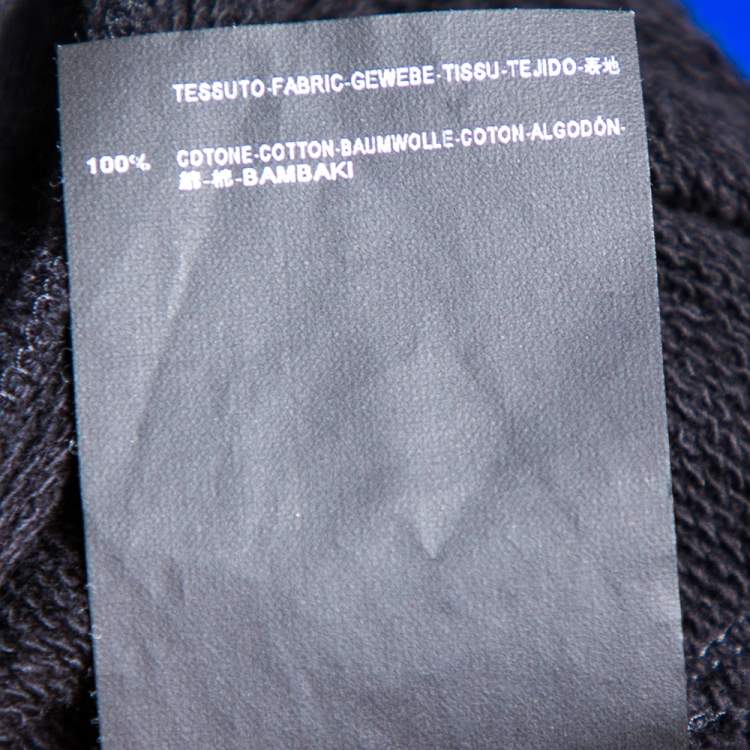 TESSUTO-FABRIC-GEWEBE-TISSU-TEJIDO-表地
100% COTONE-COTTON-BAUMWOLLE-COTON-ALGODÓN-
綿-棉-BAMBAKI